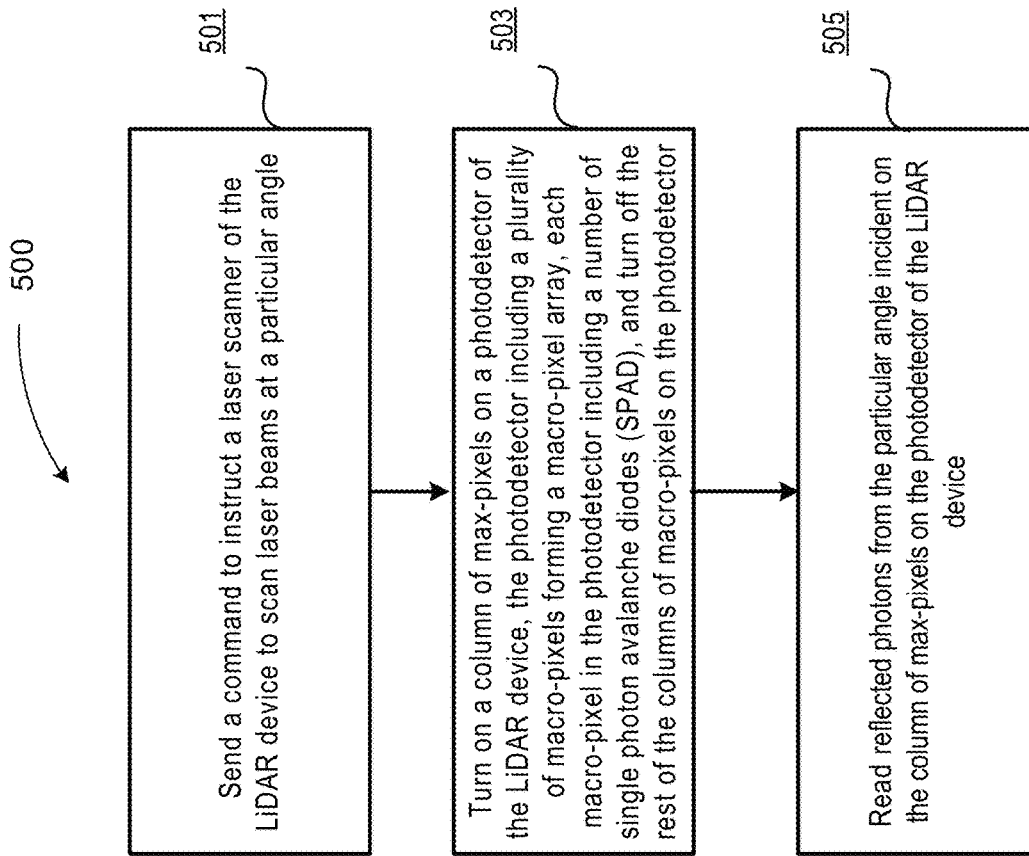 500
501
Send a command to instruct a laser scanner of the
LiDAR device to scan laser beams at a particular angle
503
Turn on a column of max-pixels on a photodetector of
the LiDAR device, the photodetector including a plurality
of macro-pixels forming a macro-pixel array, each
macro-pixel in the photodetector including a number of
single photon avalanche diodes (SPAD), and turn off the
rest of the columns of macro-pixels on the photodetector
505
Read reflected photons from the particular angle incident on
the column of max-pixels on the photodetector of the LiDAR
device